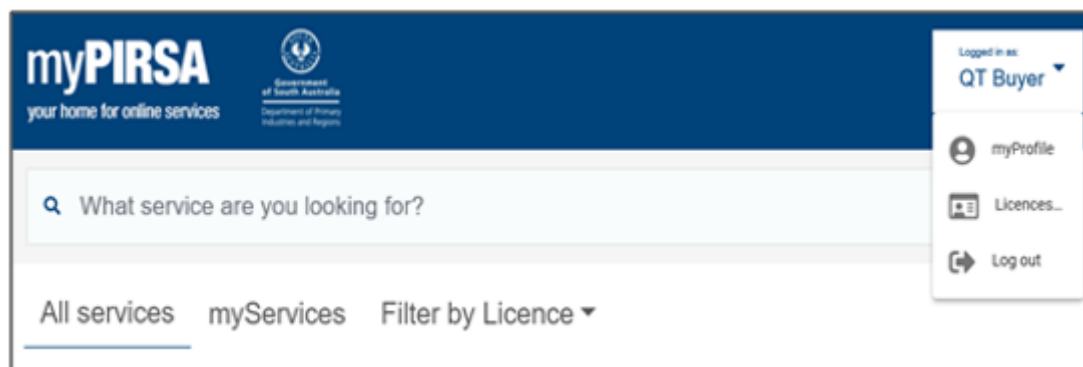 myPIRSA
your home for online services
Government
of South Australia
Department of Primary
Industries and Regions
Logged in as:
QT Buyer
myProfile
Licences...
Log out
What service are you looking for?
All services myServices Filter by Licence